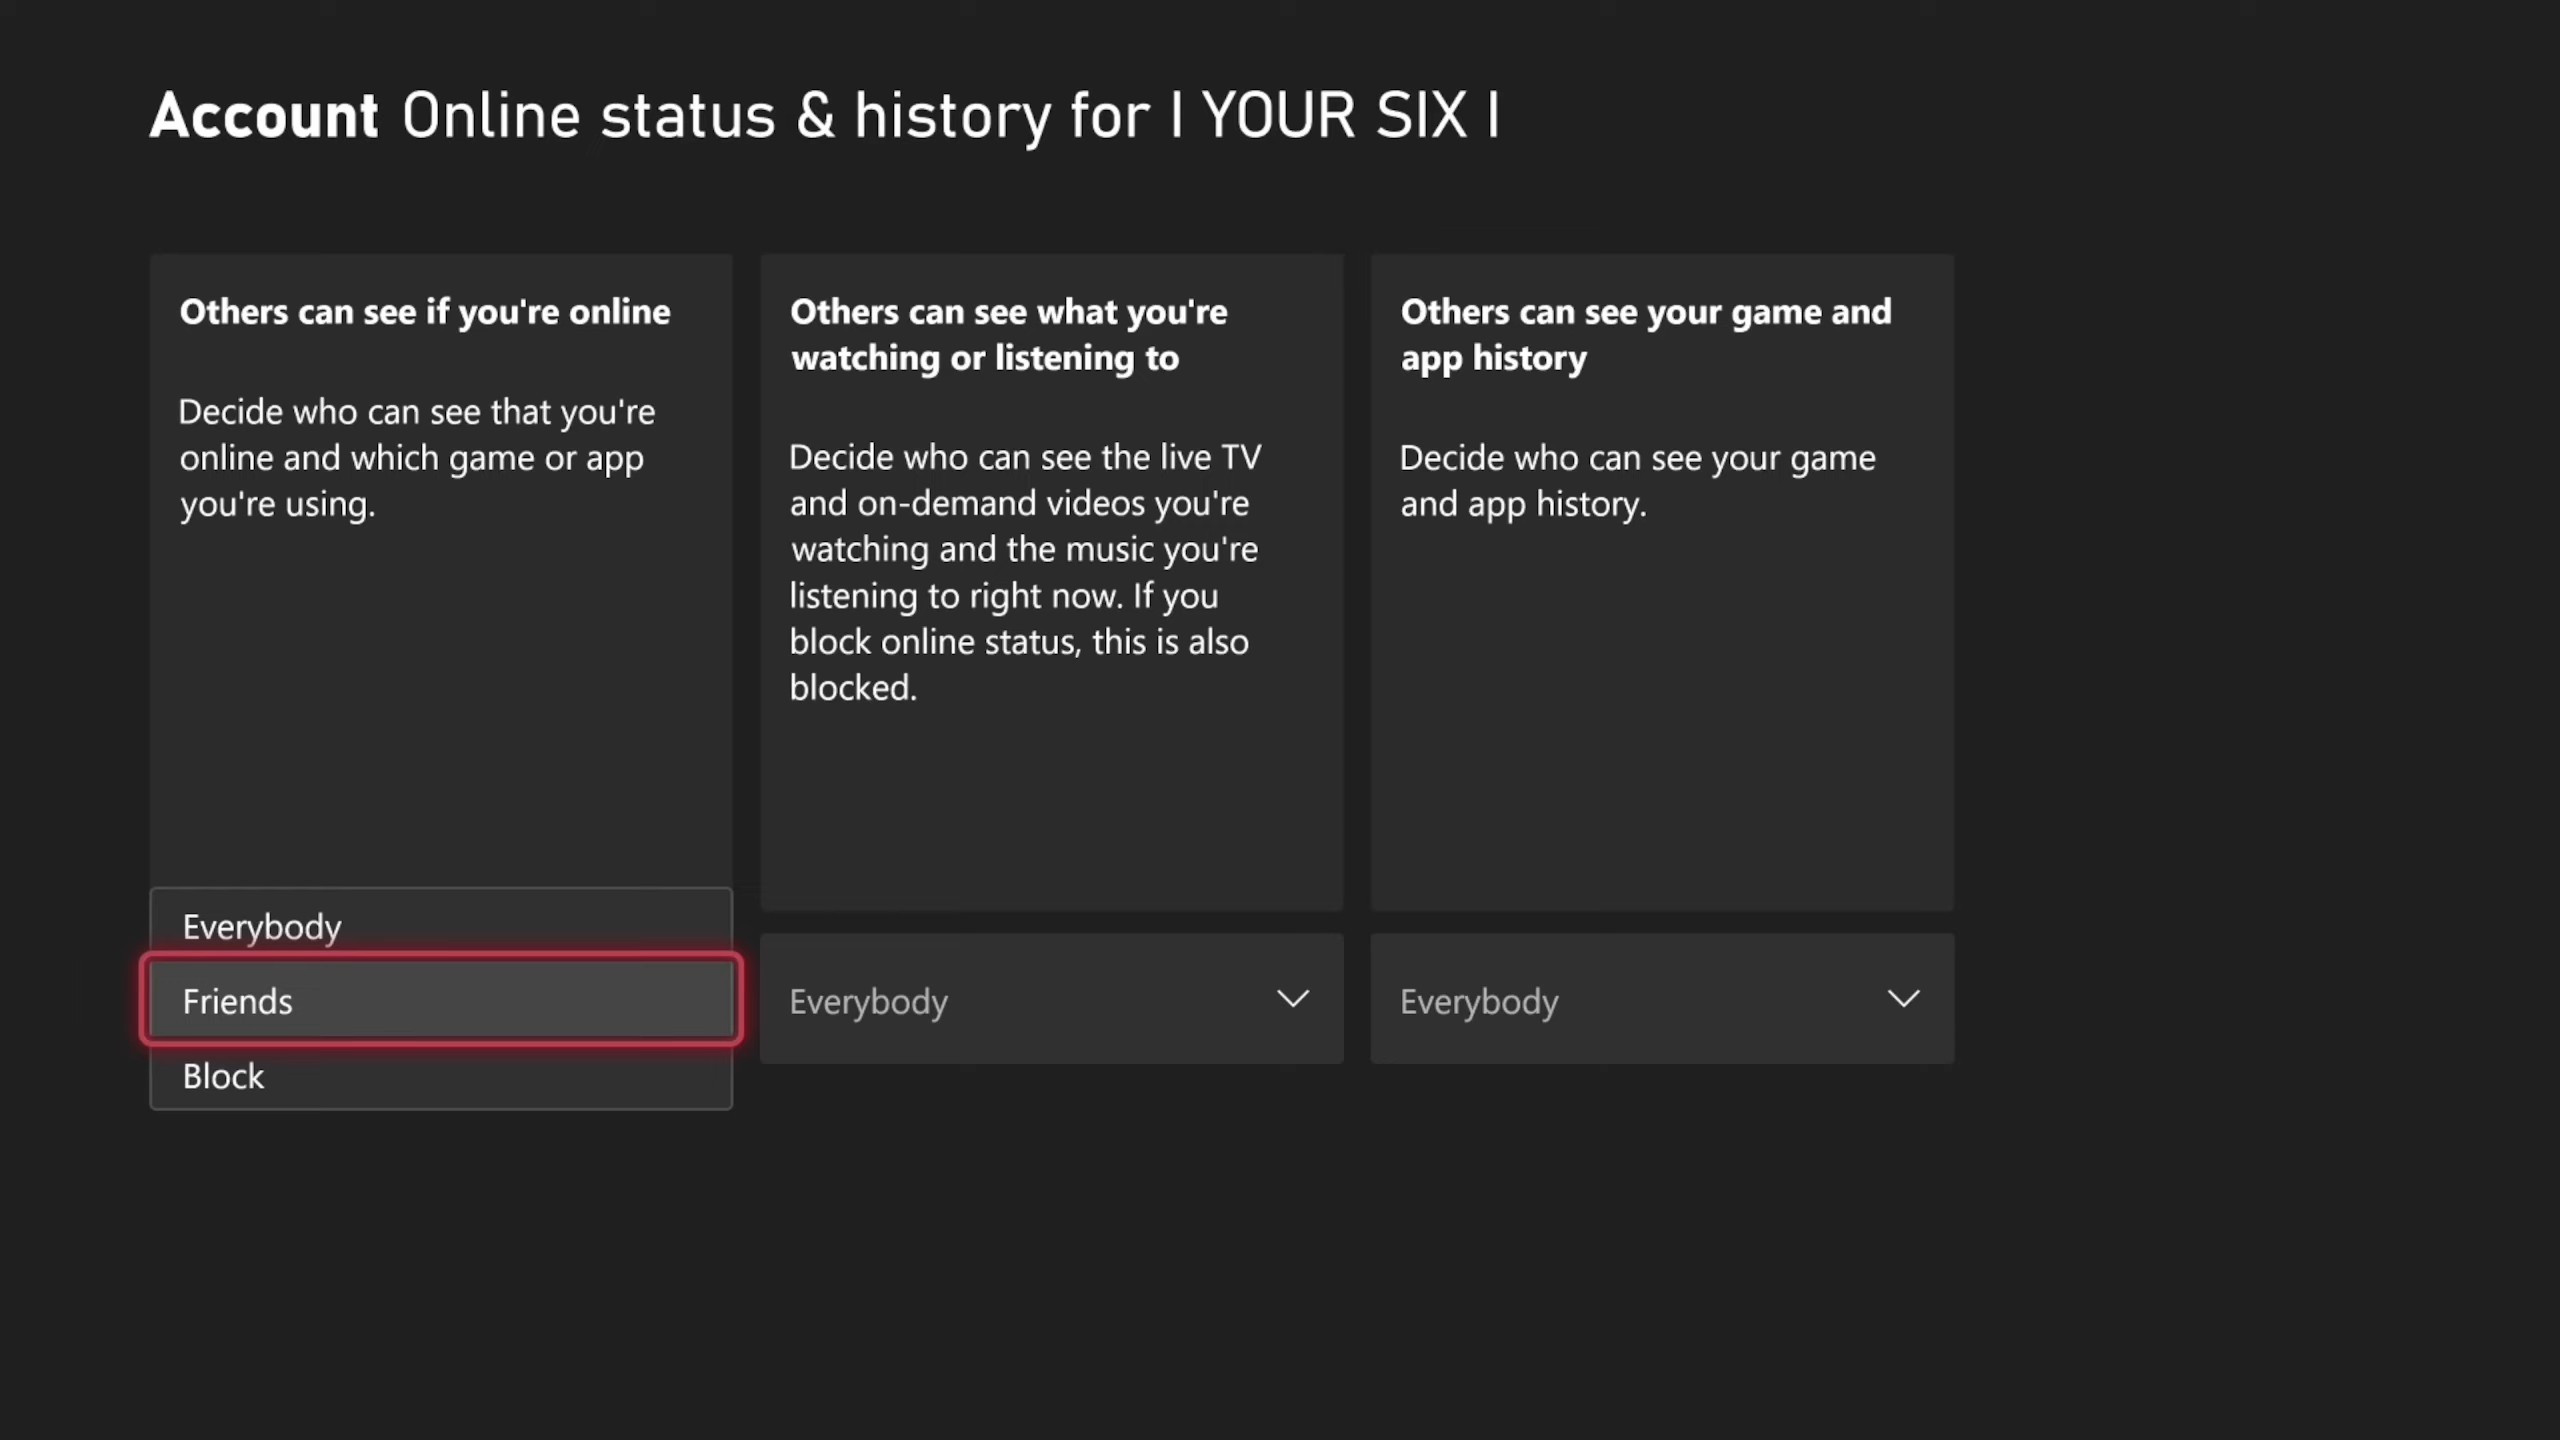 Account Online status & history for I YOUR SIX I
Others can see if you're online
Decide who can see that you're
online and which game or app
you're using.
Everybody
Friends
Block
Others can see what you're
watching or listening to
Decide who can see the live TV
and on-demand videos you're
watching and the music you're
listening to right now. If you
block online status, this is also
blocked.
Everybody
Others can see your game and
app history
Decide who can see your game
and app history.
Everybody